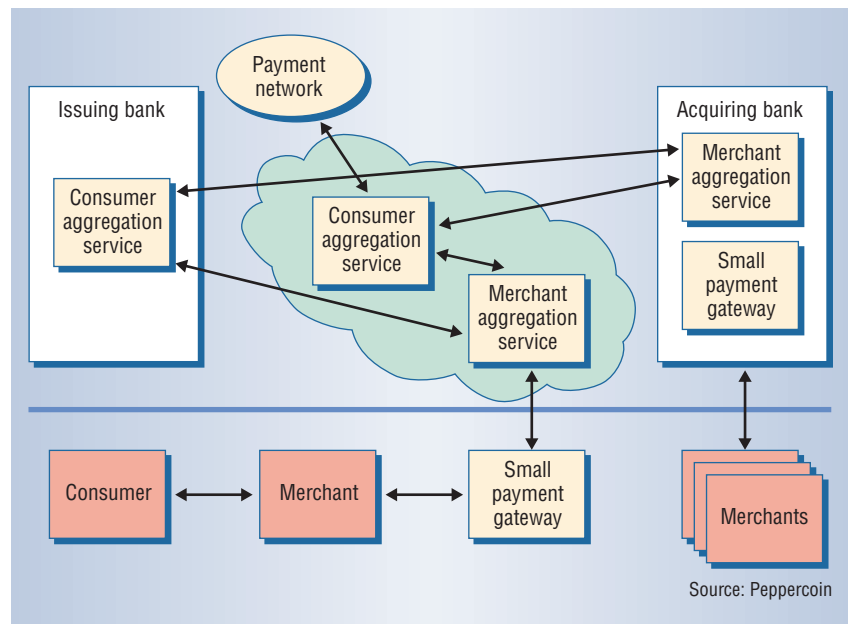 Payment
network
Issuing bank
Acquiring bank
Merchant
aggregation
service
Consumer
aggregation
service
Consumer
aggregation
service
Small
payment
gateway
Merchant
aggregation
service
Consumer
Merchant
Small
payment
gateway
Merchants
Source: Peppercoin